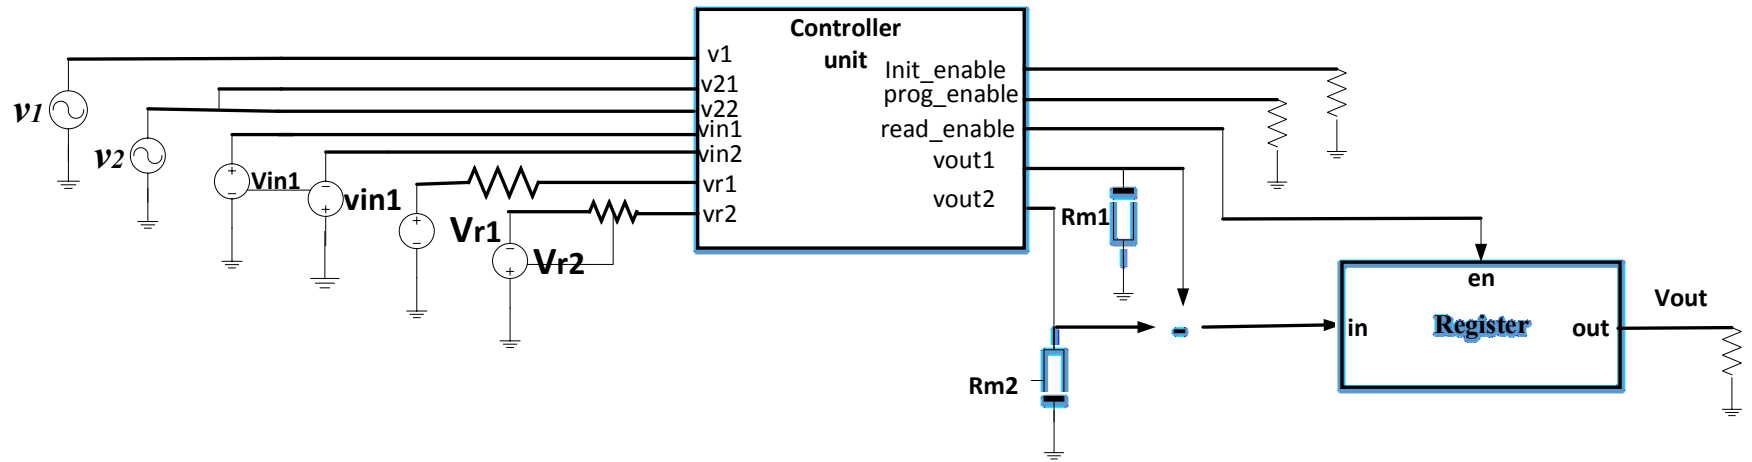 Controller
unit
v1
v21
v22
vin1
vin2
vr1
vr2
Init_enable
prog_enable
read_enable
vout1
vout2
v1
v2
Vin1
vin1
Vr1
Vr2
Rm1
Rm2
-
en
in
Register
out
Vout